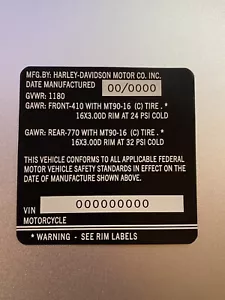 MFG.BY: HARLEY-DAVIDSON MOTOR CO. INC.
DATE MANUFACTURED 00/0000
GVWR: 1180
GAWR: FRONT-410 WITH MT90-16 (C) TIRE . *
16X3.00D RIM AT 24 PSI COLD
GAWR: REAR-770 WITH MT90-16 (C) TIRE . *
16X3.00D RIM AT 32 PSI COLD
THIS VEHICLE CONFORMS TO ALL APPLICABLE FEDERAL
MOTOR VEHICLE SAFETY STANDARDS IN EFFECT ON THE
DATE OF MANUFACTURE SHOWN ABOVE.
VIN 000000000
MOTORCYCLE
* WARNING - SEE RIM LABELS